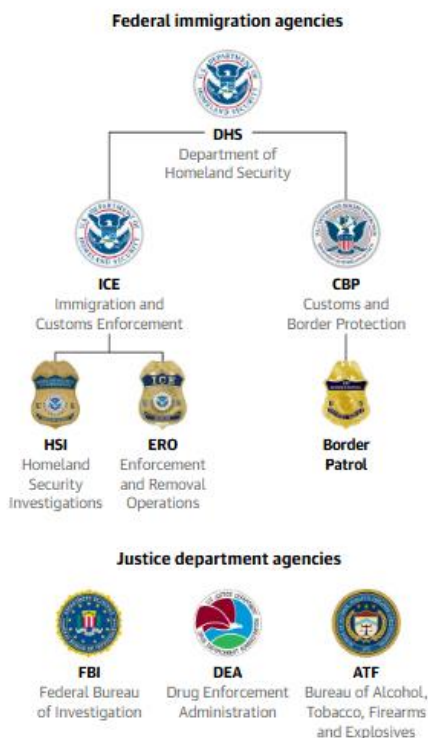 Federal immigration agencies
DHS
Department of
Homeland Security
ICE
Immigration and
Customs Enforcement
CBP
Customs and
Border Protection
HSI
Homeland
Security
Investigations
ERO
Enforcement
and Removal
Operations
Border
Patrol
Justice department agencies
FBI
Federal Bureau
of Investigation
DEA
Drug Enforcement
Administration
ATF
Bureau of Alcohol,
Tobacco, Firearms
and Explosives